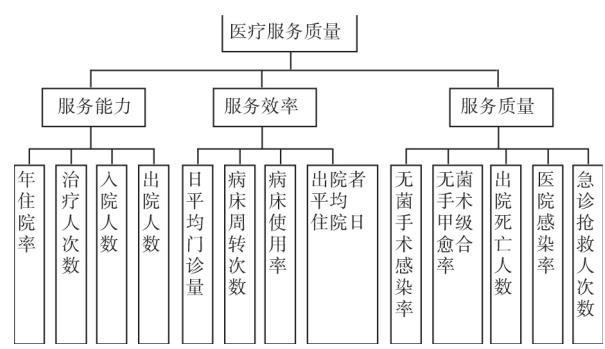 医疗服务质量
服务能力
服务效率
服务质量
年住院率
治疗人次数
入院人数
出院人数
日平均门诊量
病床周转次数
病床使用率
出院者
平均
住院日
无菌手术感染率
无菌
手术
甲级
愈合
率
出院死亡人数
医院感染率
急诊抢救人次数